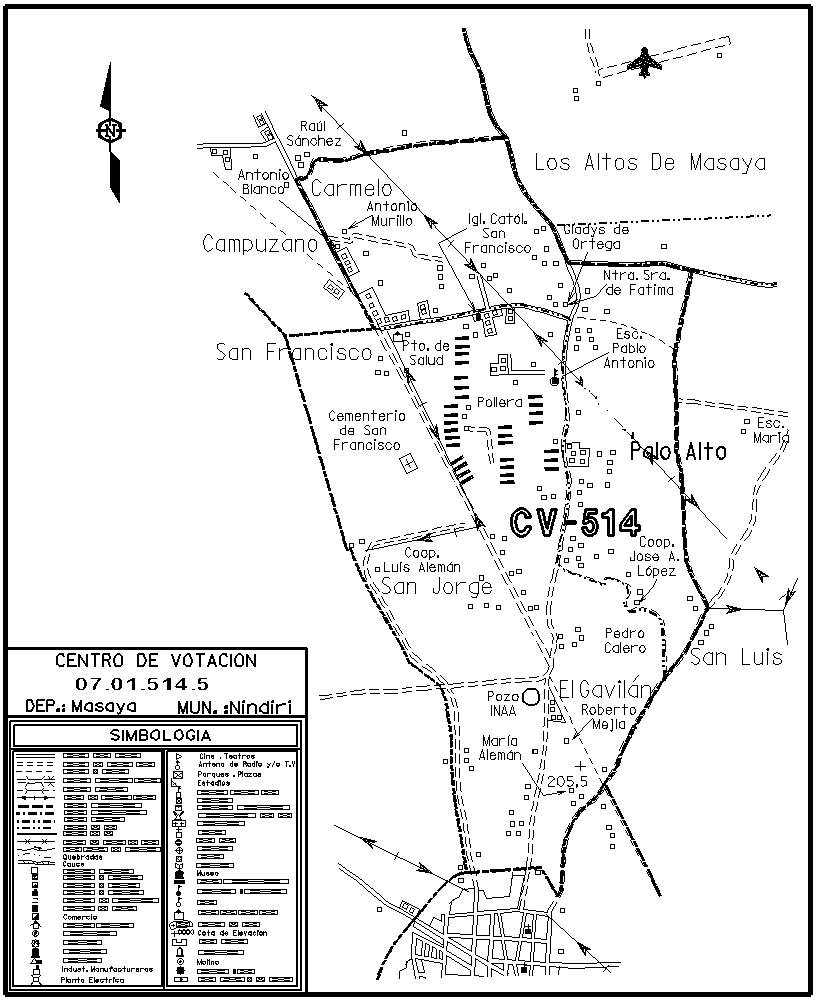 N
Raúl
Sánchez
Los Altos De Masaya
Antonio
Blanco
Carmelo
Antonio
Murillo
Igl. Catól.
San
Francisco
Gladys de
Ortega
Campuzano
Ntra. Sra.
de Fatima
San Francisco
Pto. de
Salud
Esc.
Pablo
Antonio
Pollera
Cementerio
de San
Francisco
Esc.
Maria
Palo Alto
CV-514
Coop.
Luis Alemán
Coop.
Jose A.
López
San Jorge
Pedro
Calero
San Luis
Pozo
INAA
El Gavilán
Roberto
Mejia
María
Alemán
205,5
CENTRO DE VOTACION
07.01.514.5
DEP.: Masaya MUN.:Nindiri
SIMBOLOGIA
Quebradas
Cauce
Comercio
Indust. Manufactureras
Planta Electrica
Cine . Teatros
Antena de Radio y/o T.V
Parques . Plazas
Estadios
Museo
Cota de Elevacion
Molino